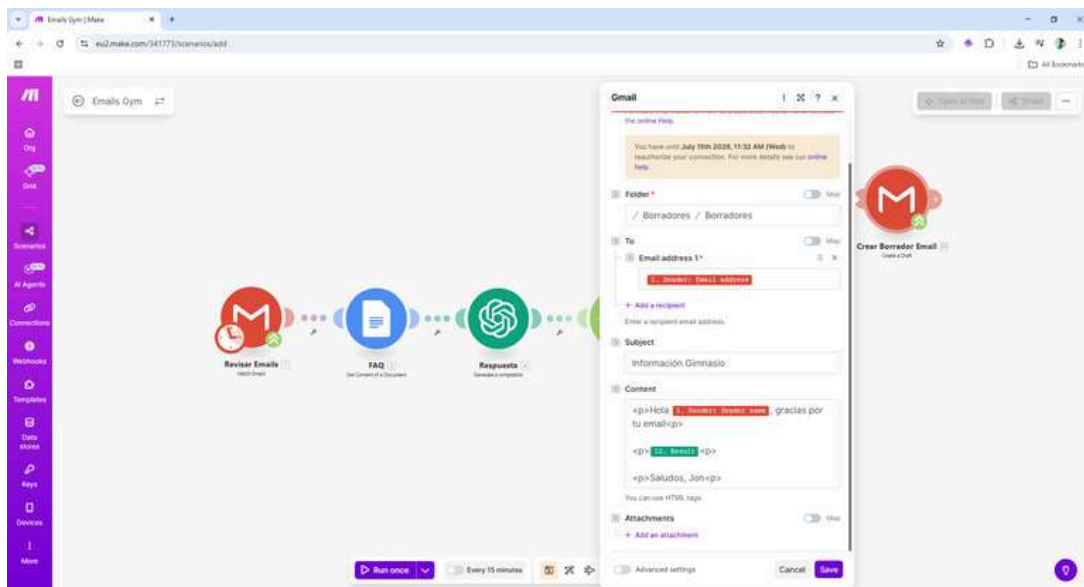 Emails Gym | Make
eu2.make.com/341773/scenarios/add
All Bookmarks
Emails Gym
Org
Grid
Scenarios
AI Agents
Connections
Webhooks
Templates
Data stores
Keys
Devices
More
Revisar Emails
Watch Emails
FAQ
Get Content of a Document
Respuesta
Generate a completion
Crear Borrador Email
Create a Draft
Gmail
the online Help.
You have until July 15th 2026, 11:32 AM (Wed) to
reauthorize your connection. For more details see our online
help.
Folder *
Map
/ Borradores / Borradores
To
Map
Email address 1*
1. Sender: Email address
+ Add a recipient
Enter a recipient email address.
Subject
Información Gimnasio
Content
<p>Hola 1. Sender: Sender name, gracias por
tu email<p>
<p> 12. Result <p>
<p>Saludos, Jon<p>
You can use HTML tags.
Attachments
Map
+ Add an attachment
Advanced settings
Cancel
Save
Run once
Every 15 minutes